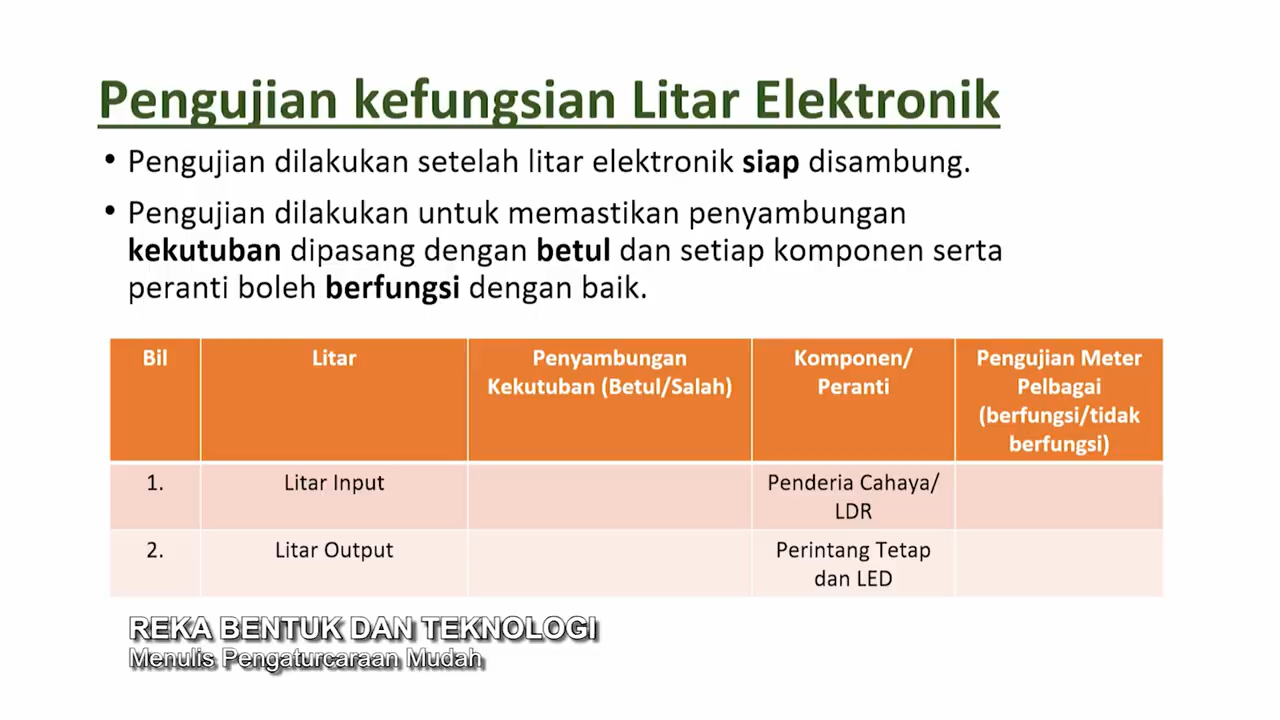 Pengujian kefungsian Litar Elektronik
• Pengujian dilakukan setelah litar elektronik siap disambung.
• Pengujian dilakukan untuk memastikan penyambungan
kekutuban dipasang dengan betul dan setiap komponen serta
peranti boleh berfungsi dengan baik.
Bil
Litar
Penyambungan
Kekutuban (Betul/Salah)
Komponen/
Peranti
Pengujian Meter
Pelbagai
(berfungsi/tidak
berfungsi)
1.
Litar Input
Penderia Cahaya/
LDR
2.
Litar Output
Perintang Tetap
dan LED
REKA BENTUK DAN TEKNOLOGI
Menulis Pengaturcaraan Mudah